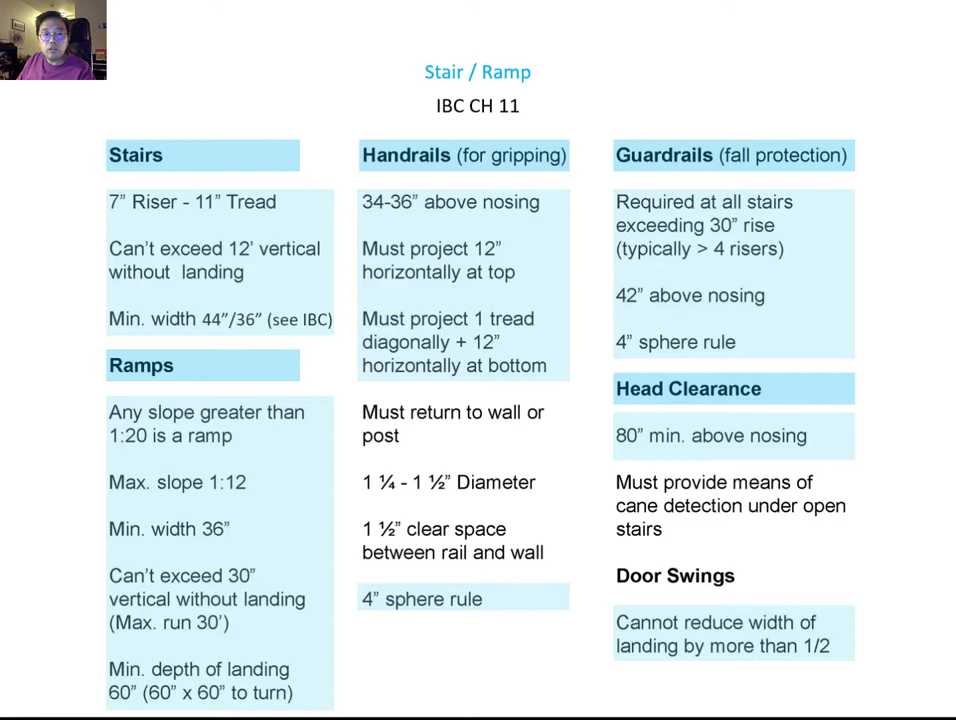 Stair / Ramp
IBC CH 11
Stairs
7” Riser - 11” Tread
Can’t exceed 12’ vertical
without landing
Min. width 44”/36” (see IBC)
Ramps
Any slope greater than
1:20 is a ramp
Max. slope 1:12
Min. width 36”
Can’t exceed 30”
vertical without landing
(Max. run 30’)
Min. depth of landing
60” (60” x 60” to turn)
Handrails (for gripping)
34-36” above nosing
Must project 12”
horizontally at top
Must project 1 tread
diagonally + 12”
horizontally at bottom
Must return to wall or
post
1 ¼ - 1 ½” Diameter
1 ½” clear space
between rail and wall
4” sphere rule
Guardrails (fall protection)
Required at all stairs
exceeding 30” rise
(typically > 4 risers)
42” above nosing
4” sphere rule
Head Clearance
80” min. above nosing
Must provide means of
cane detection under open
stairs
Door Swings
Cannot reduce width of
landing by more than 1/2